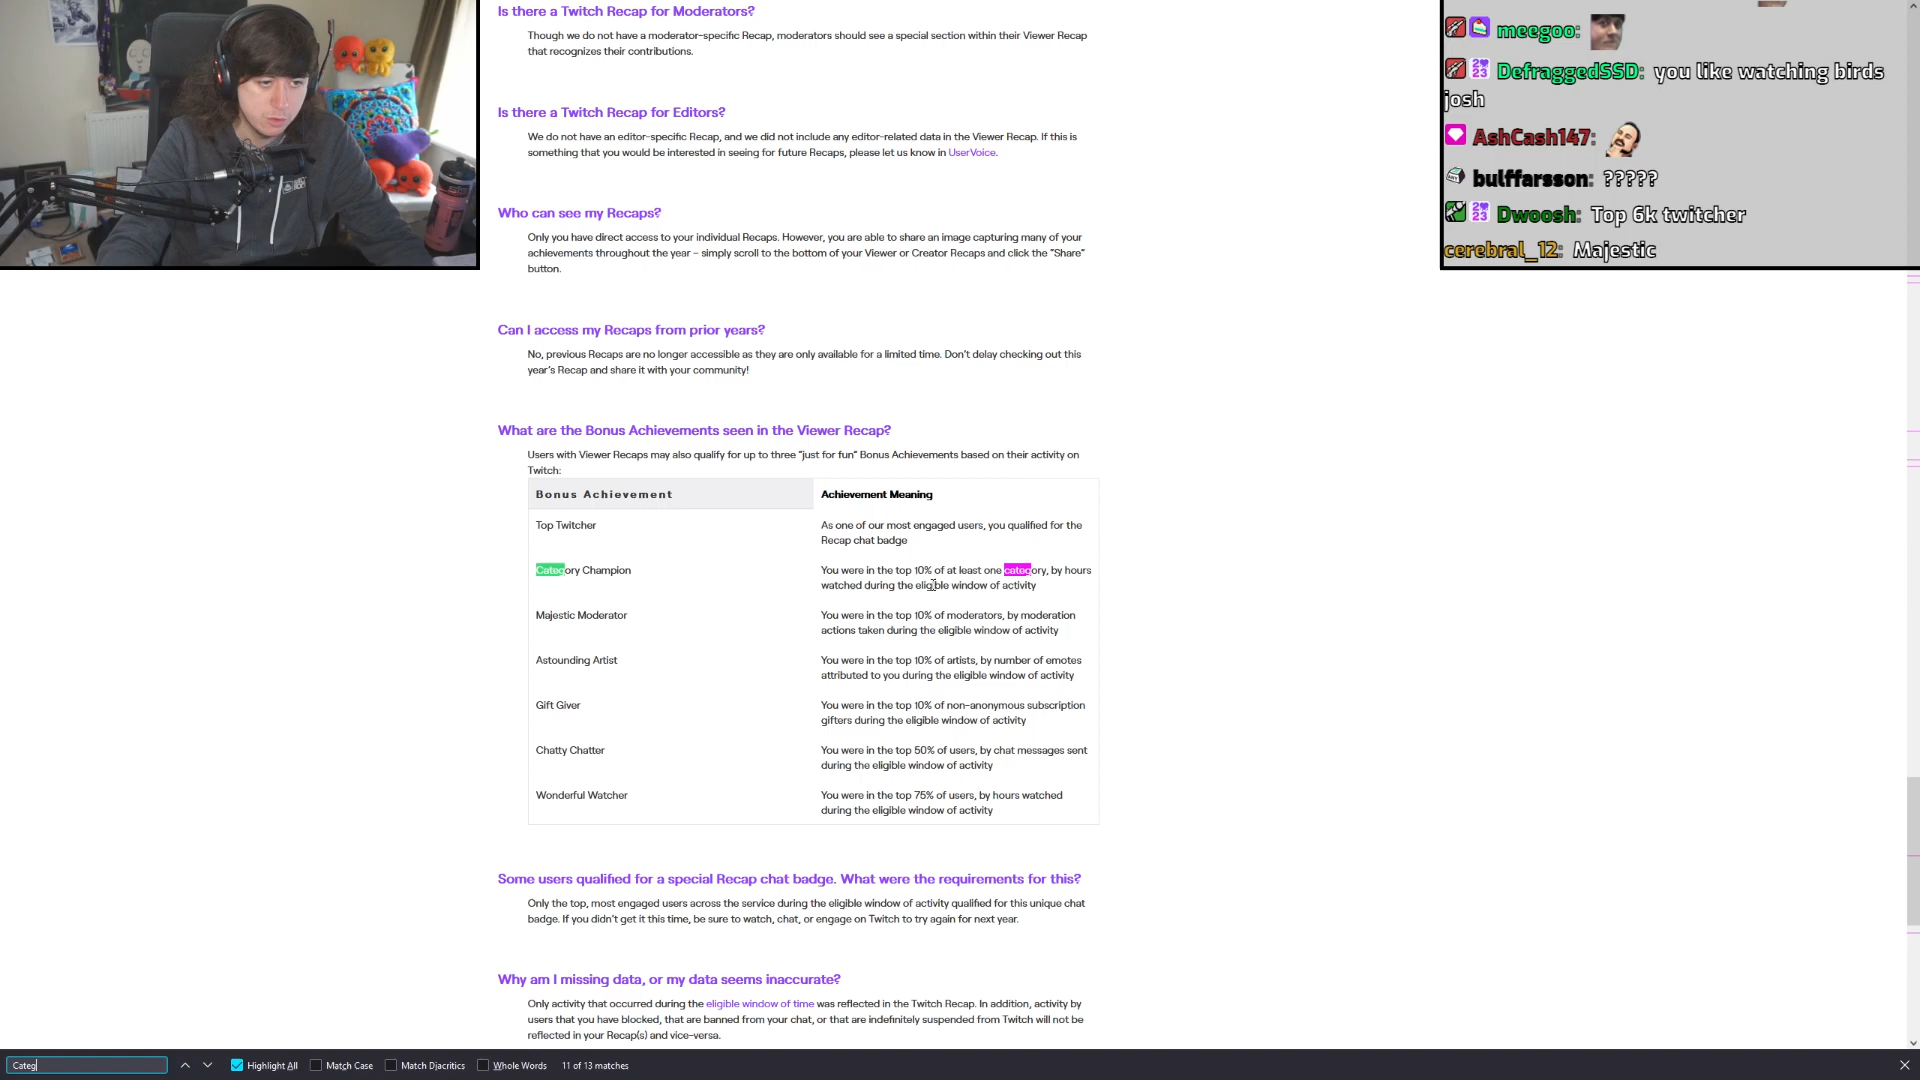 Is there a Twitch Recap for Moderators?
Though we do not have a moderator-specific Recap, moderators should see a special section within their Viewer Recap
that recognizes their contributions.
Is there a Twitch Recap for Editors?
We do not have an editor-specific Recap, and we did not include any editor-related data in the Viewer Recap. If this is
something that you would be interested in seeing for future Recaps, please let us know in UserVoice.
Who can see my Recaps?
Only you have direct access to your individual Recaps. However, you are able to share an image capturing many of your
achievements throughout the year – simply scroll to the bottom of your Viewer or Creator Recaps and click the "Share"
button.
Can I access my Recaps from prior years?
No, previous Recaps are no longer accessible as they are only available for a limited time. Don't delay checking out this
year's Recap and share it with your community!
What are the Bonus Achievements seen in the Viewer Recap?
Users with Viewer Recaps may also qualify for up to three "just for fun" Bonus Achievements based on their activity on
Twitch:
Bonus Achievement
Achievement Meaning
Top Twitcher
As one of our most engaged users, you qualified for the
Recap chat badge
Category Champion
You were in the top 10% of at least one category, by hours
watched during the eligible window of activity
Majestic Moderator
You were in the top 10% of moderators, by moderation
actions taken during the eligible window of activity
Astounding Artist
You were in the top 10% of artists, by number of emotes
attributed to you during the eligible window of activity
Gift Giver
You were in the top 10% of non-anonymous subscription
gifters during the eligible window of activity
Chatty Chatter
You were in the top 50% of users, by chat messages sent
during the eligible window of activity
Wonderful Watcher
You were in the top 75% of users, by hours watched
during the eligible window of activity
Some users qualified for a special Recap chat badge. What were the requirements for this?
Only the top, most engaged users across the service during the eligible window of activity qualified for this unique chat
badge. If you didn't get it this time, be sure to watch, chat, or engage on Twitch to try again for next year.
Why am I missing data, or my data seems inaccurate?
Only activity that occurred during the eligible window of time was reflected in the Twitch Recap. In addition, activity by
users that you have blocked, that are banned from your chat, or that are indefinitely suspended from Twitch will not be
reflected in your Recap(s) and vice-versa.
meegoo:
2023 DefraggedSSD: you like watching birds
josh
AshCash147:
bulffarsson: ?????
2023 Dwoosh: Top 6k twitcher
cerebral_12: Majestic
Categ
Highlight All
Match Case
Match Diacritics
Whole Words
11 of 13 matches